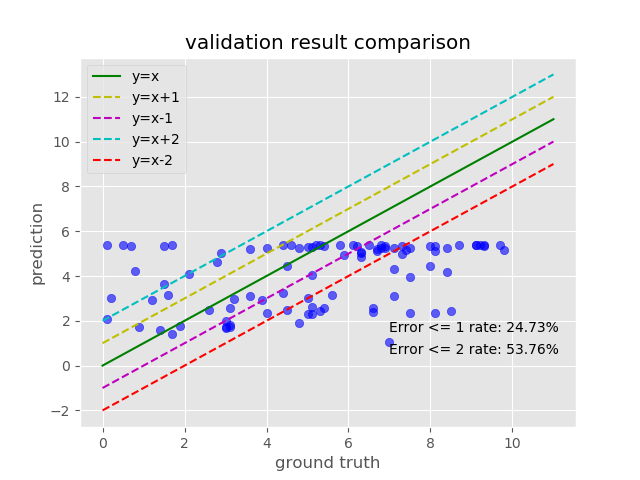 validation result comparison
y=x
y=x+1
y=x-1
y=x+2
y=x-2
12
10
8
6
4
2
0
−2
prediction
Error <= 1 rate: 24.73%
Error <= 2 rate: 53.76%
0 2 4 6 8 10
ground truth